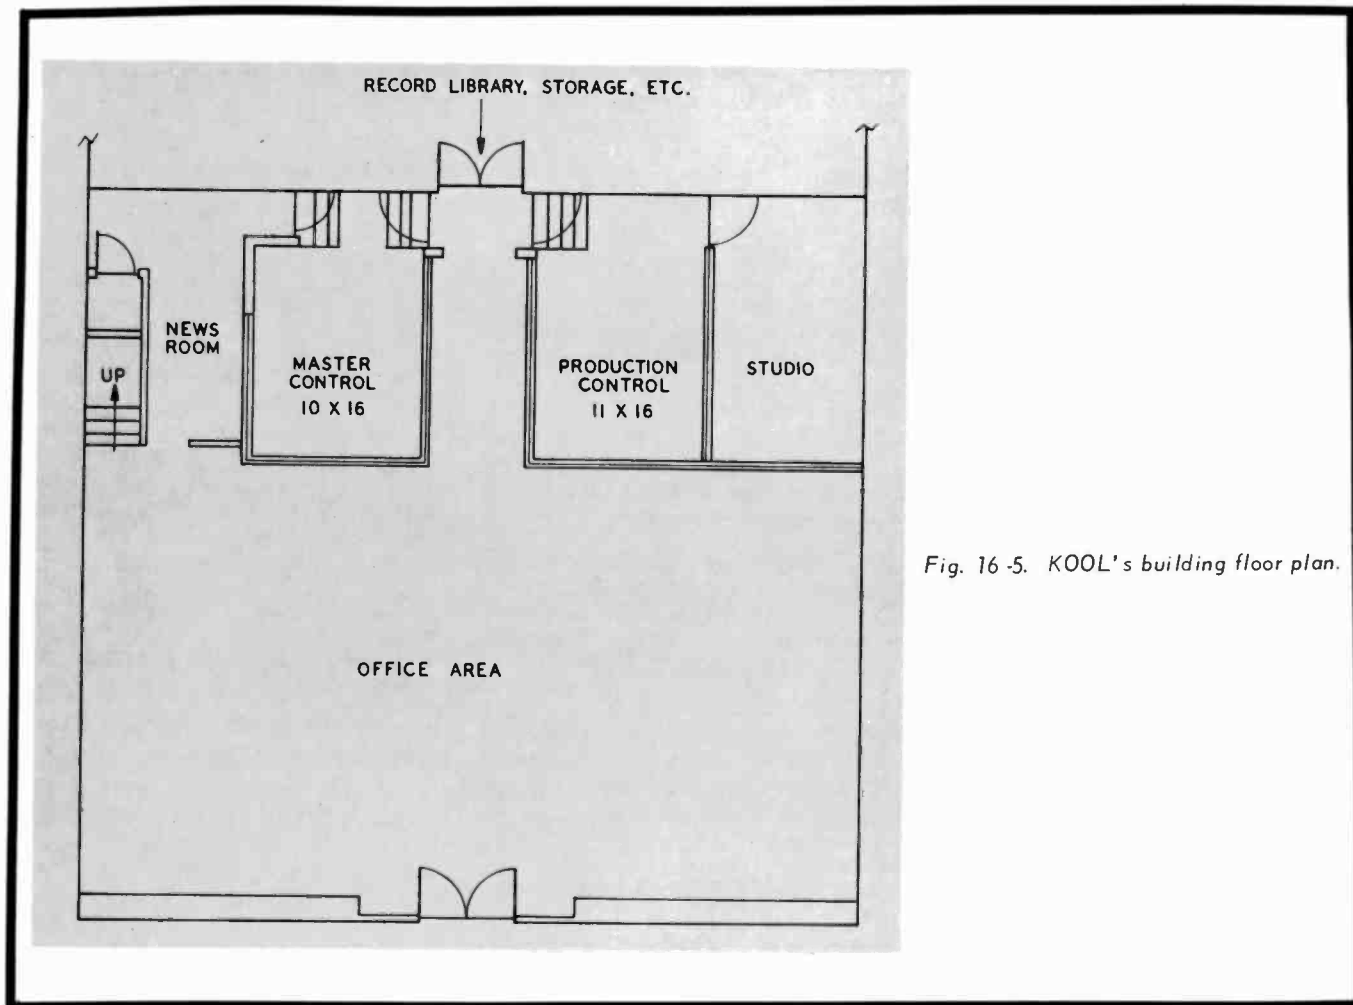 RECORD LIBRARY, STORAGE, ETC.
NEWS
ROOM
UP
MASTER
CONTROL
10 X 16
PRODUCTION
CONTROL
11 X 16
STUDIO
Fig. 16-5. KOOL's building floor plan.
OFFICE AREA